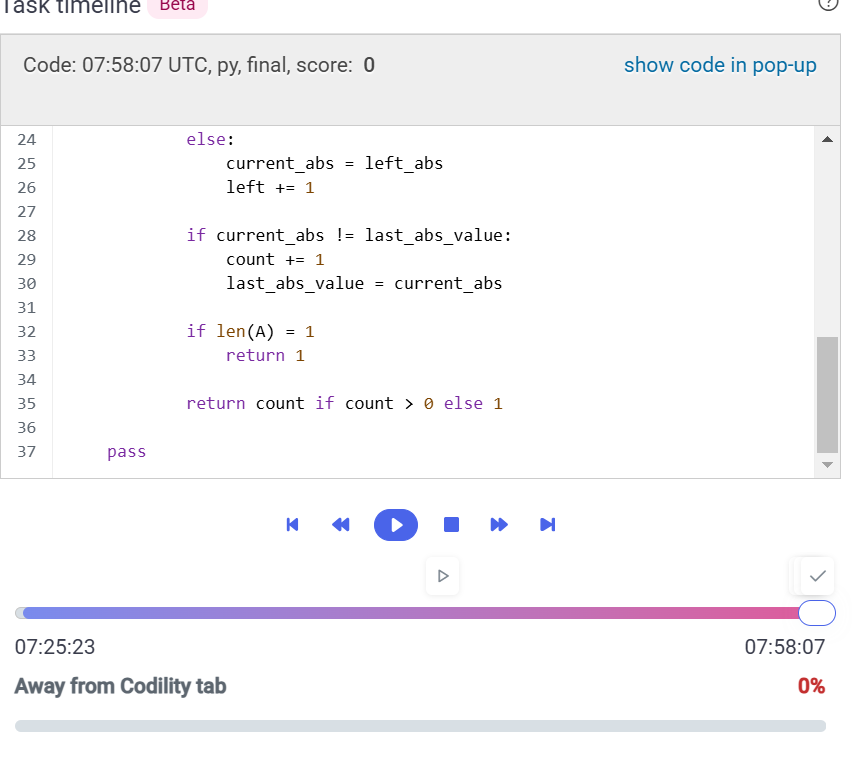 Task timeline Beta
Code: 07:58:07 UTC, py, final, score: 0
show code in pop-up
24 else:
25 current_abs = left_abs
26 left += 1
27
28 if current_abs != last_abs_value:
29 count += 1
30 last_abs_value = current_abs
31
32 if len(A) = 1
33 return 1
34
35 return count if count > 0 else 1
36
37 pass
07:25:23 07:58:07
Away from Codility tab 0%